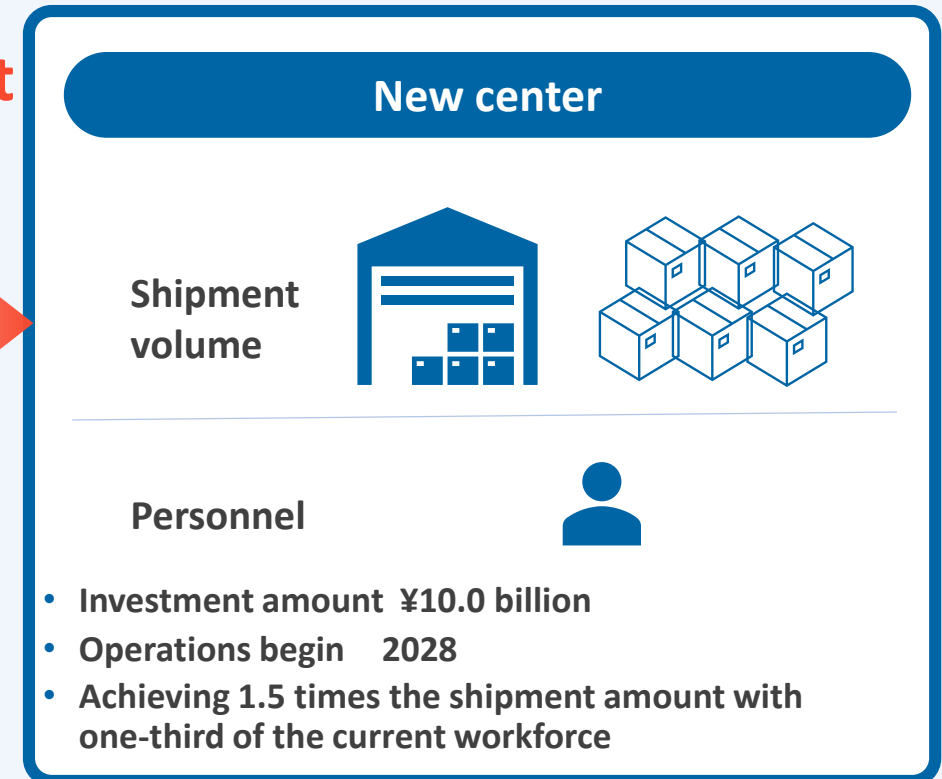 t
New center
Shipment
volume
Personnel
• Investment amount ¥10.0 billion
• Operations begin 2028
• Achieving 1.5 times the shipment amount with
one-third of the current workforce